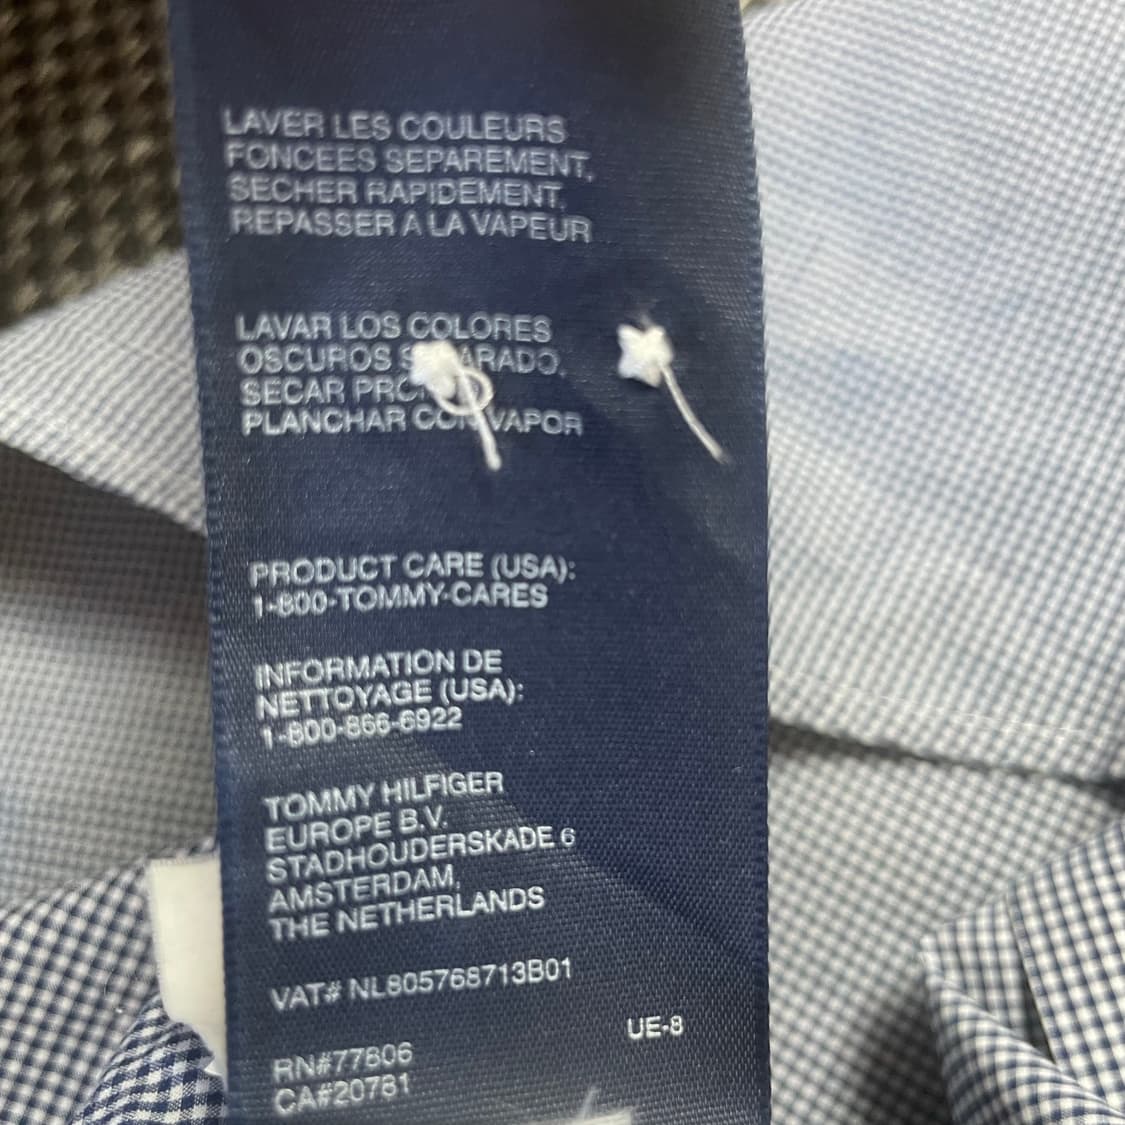 LAVER LES COULEURS
FONCEES SEPAREMENT,
SECHER RAPIDEMENT,
REPASSER A LA VAPEUR
LAVAR LOS COLORES
OSCUROS
SECAR
PLANCHAR CON VAPOR
PRODUCT CARE (USA):
1-800-TOMMY-CARES
INFORMATION DE
NETTOYAGE (USA):
1-800-866-6922
TOMMY HILFIGER
EUROPE B.V.
STADHOUDERSKADE 6
AMSTERDAM,
THE NETHERLANDS
VAT# NL805768713B01
UE-8
RN#77806
CA#20781